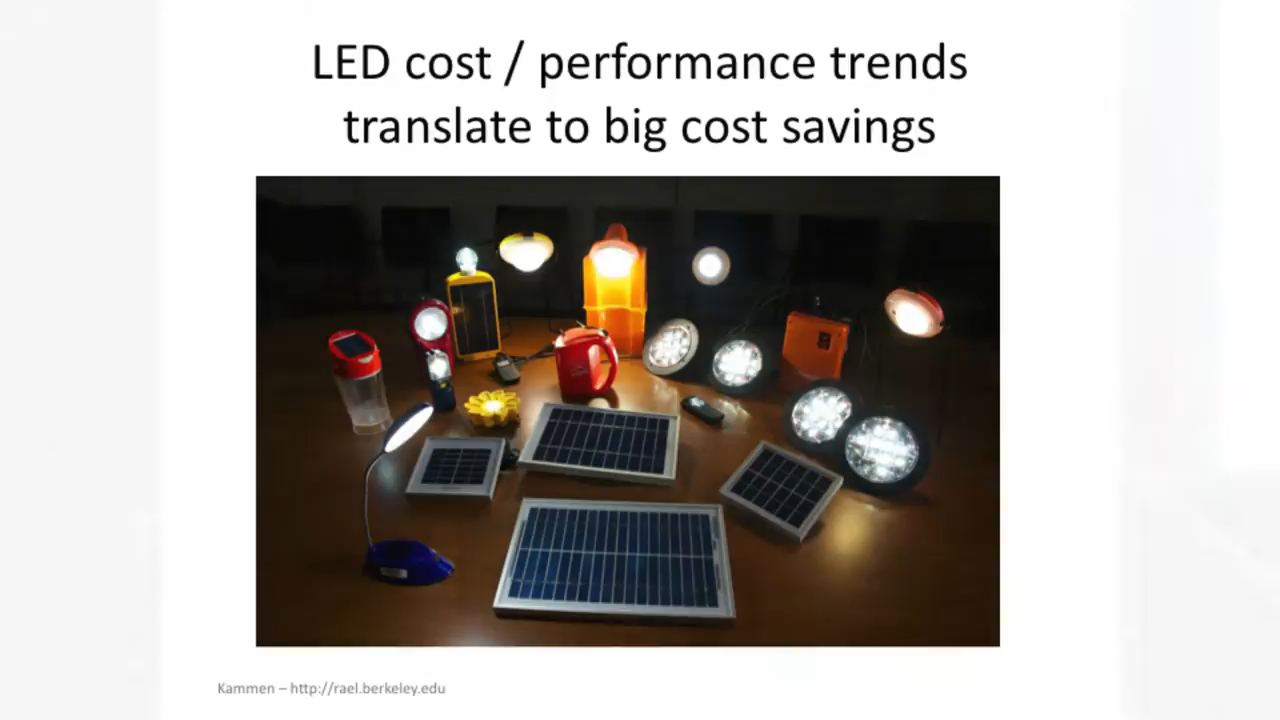 LED cost / performance trends
translate to big cost savings
Kammen – http://rael.berkeley.edu